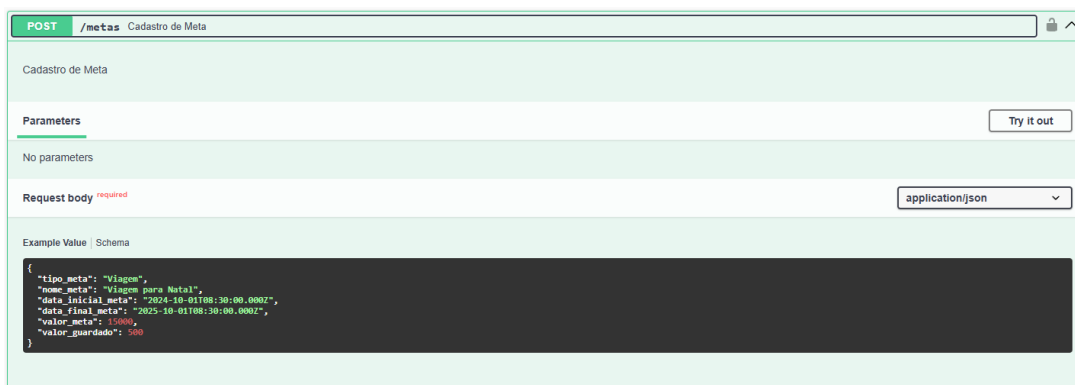 POST /metas Cadastro de Meta
Cadastro de Meta
Parameters
Try it out
No parameters
Request body required
application/json
Example Value | Schema
{
  "tipo_meta": "Viagem",
  "nome_meta": "Viagem para Natal",
  "data_inicial_meta": "2024-10-01T08:30:00.000Z",
  "data_final_meta": "2025-10-01T08:30:00.000Z",
  "valor_meta": 15000,
  "valor_guardado": 500
}